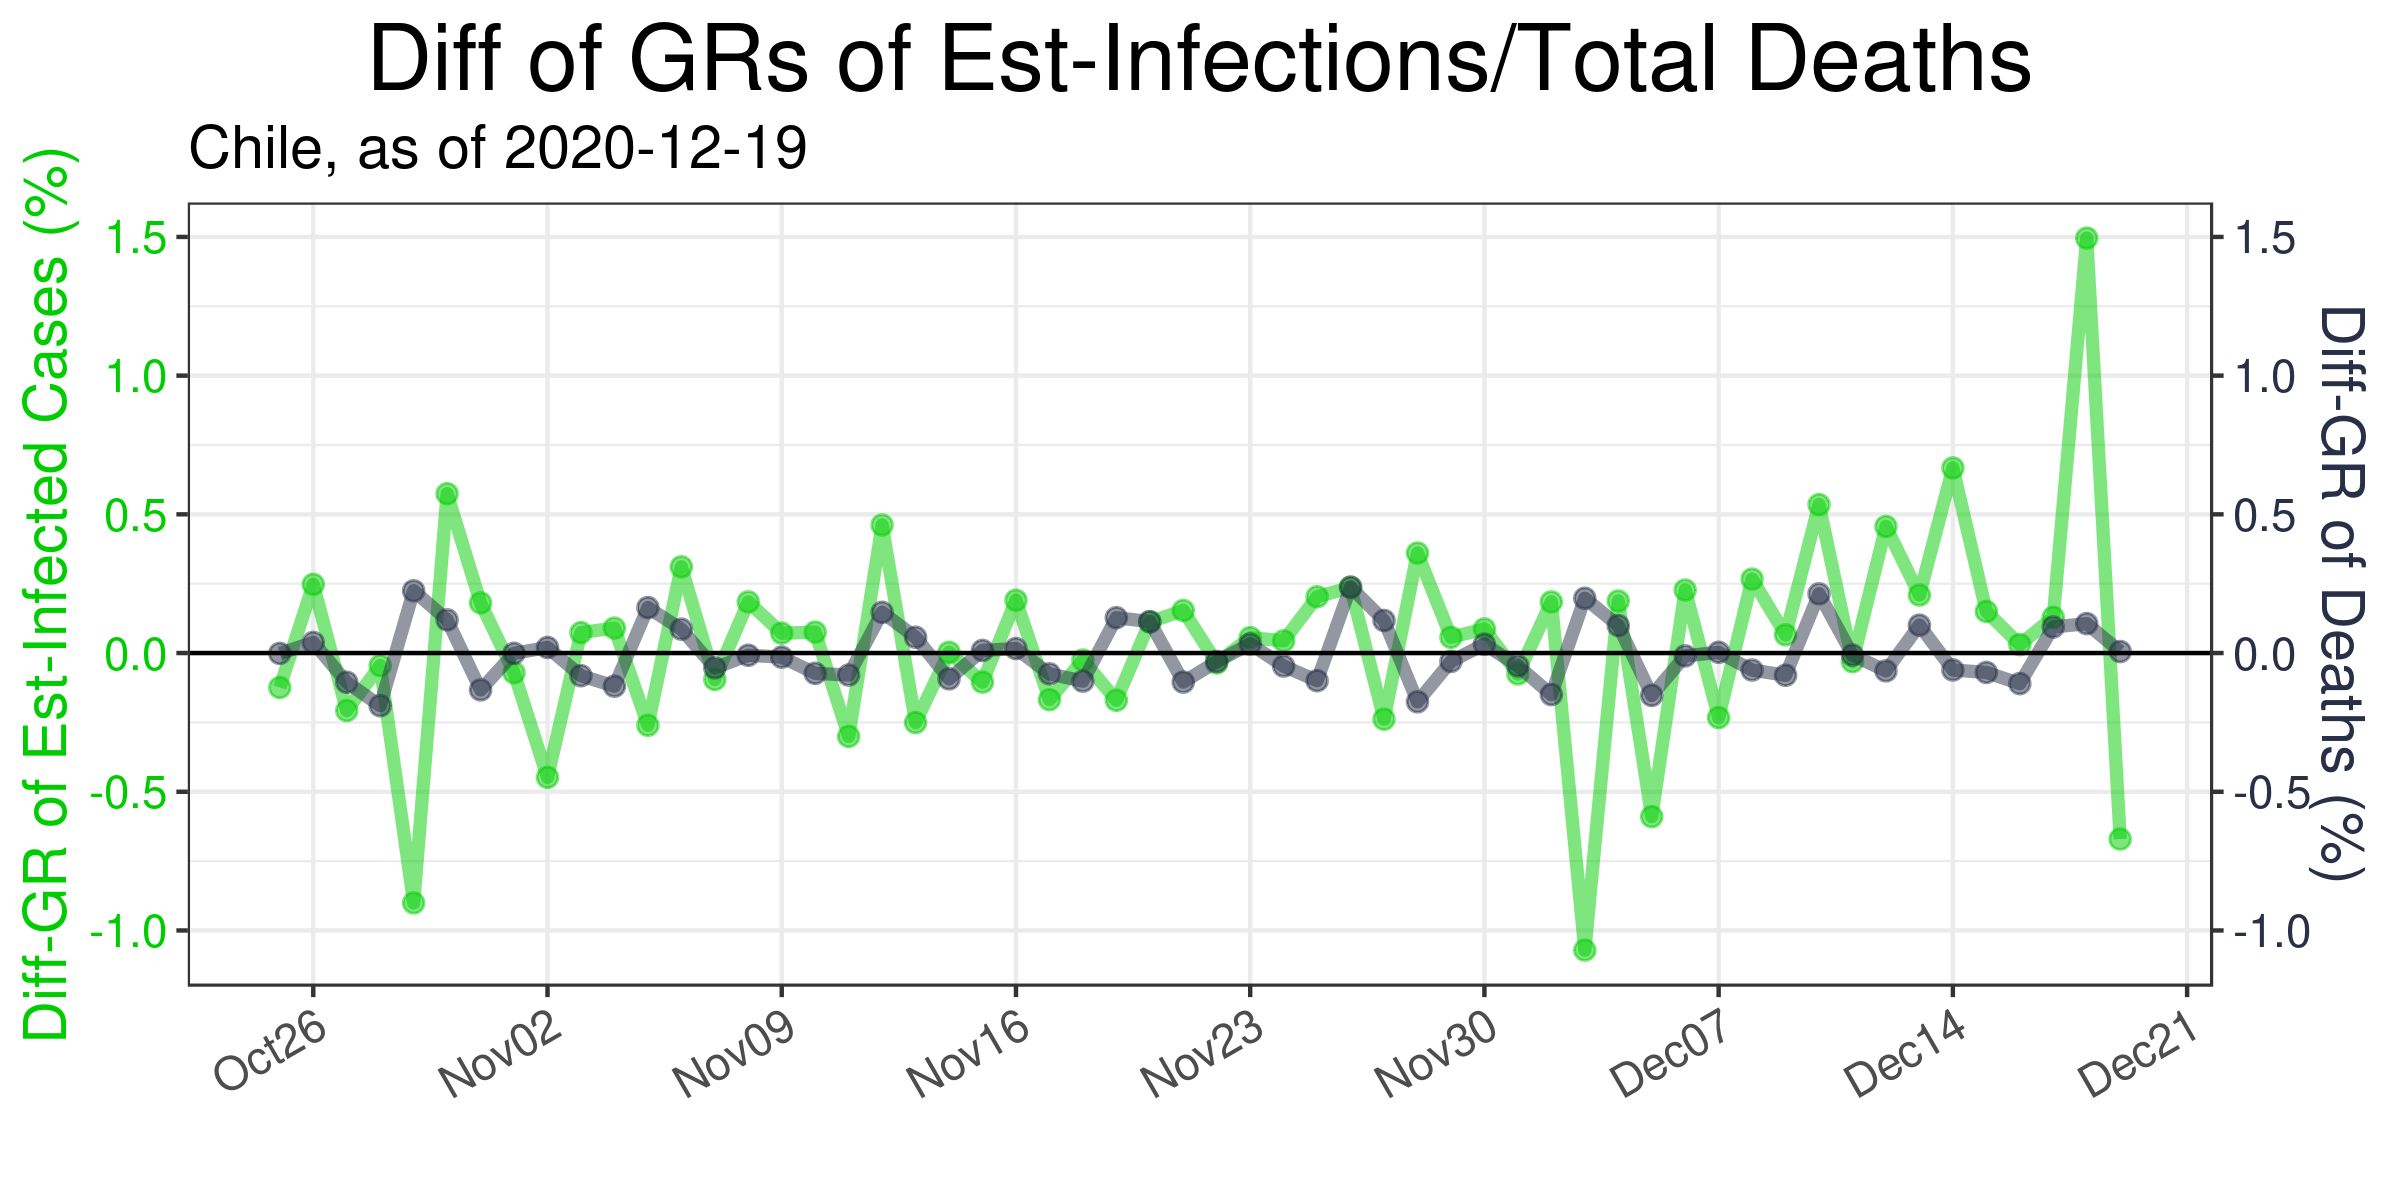 Diff of GRs of Est-Infections/Total Deaths
Chile, as of 2020-12-19
Diff-GR of Est-Infected Cases (%)
1.5
1.0
0.5
0.0
-0.5
-1.0
1.5
1.0
0.5
0.0
-0.5
-1.0
Diff-GR of Deaths (%)
Oct26
Nov02
Nov09
Nov16
Nov23
Nov30
Dec07
Dec14
Dec21